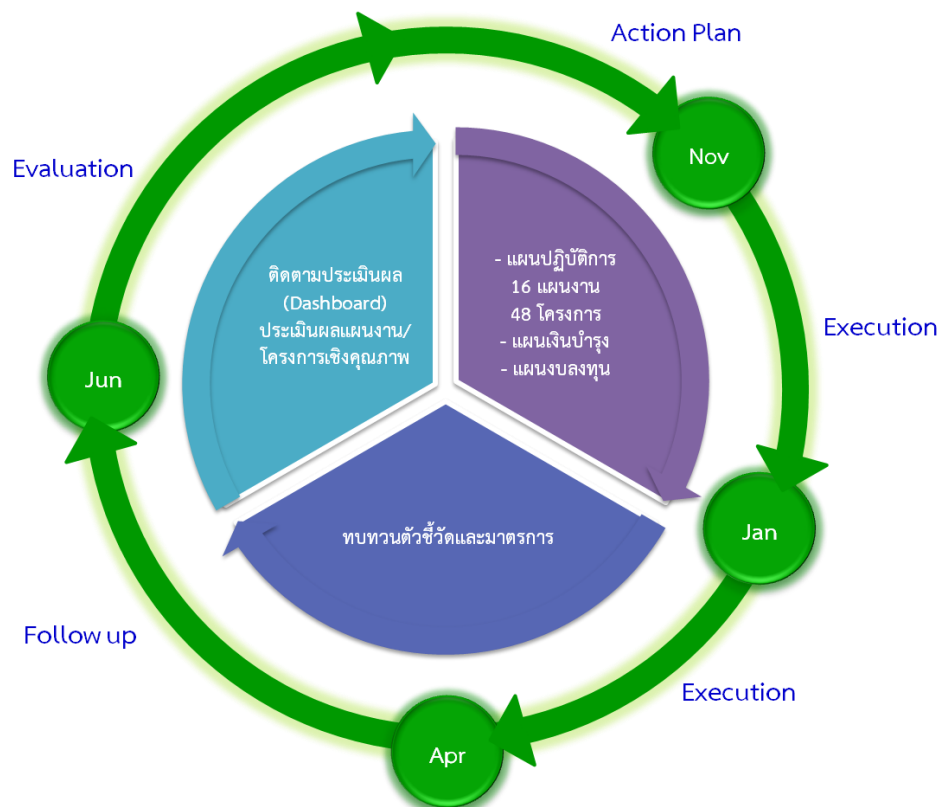 Action Plan
Nov
Evaluation
- แผนปฏิบัติการ
16 แผนงาน
48 โครงการ
- แผนเงินบำรุง
- แผนงบลงทุน
ติดตามประเมินผล
(Dashboard)
ประเมินผลแผนงาน/
โครงการเชิงคุณภาพ
Execution
Jun
Jan
ทบทวนตัวชี้วัดและมาตรการ
Follow up
Execution
Apr